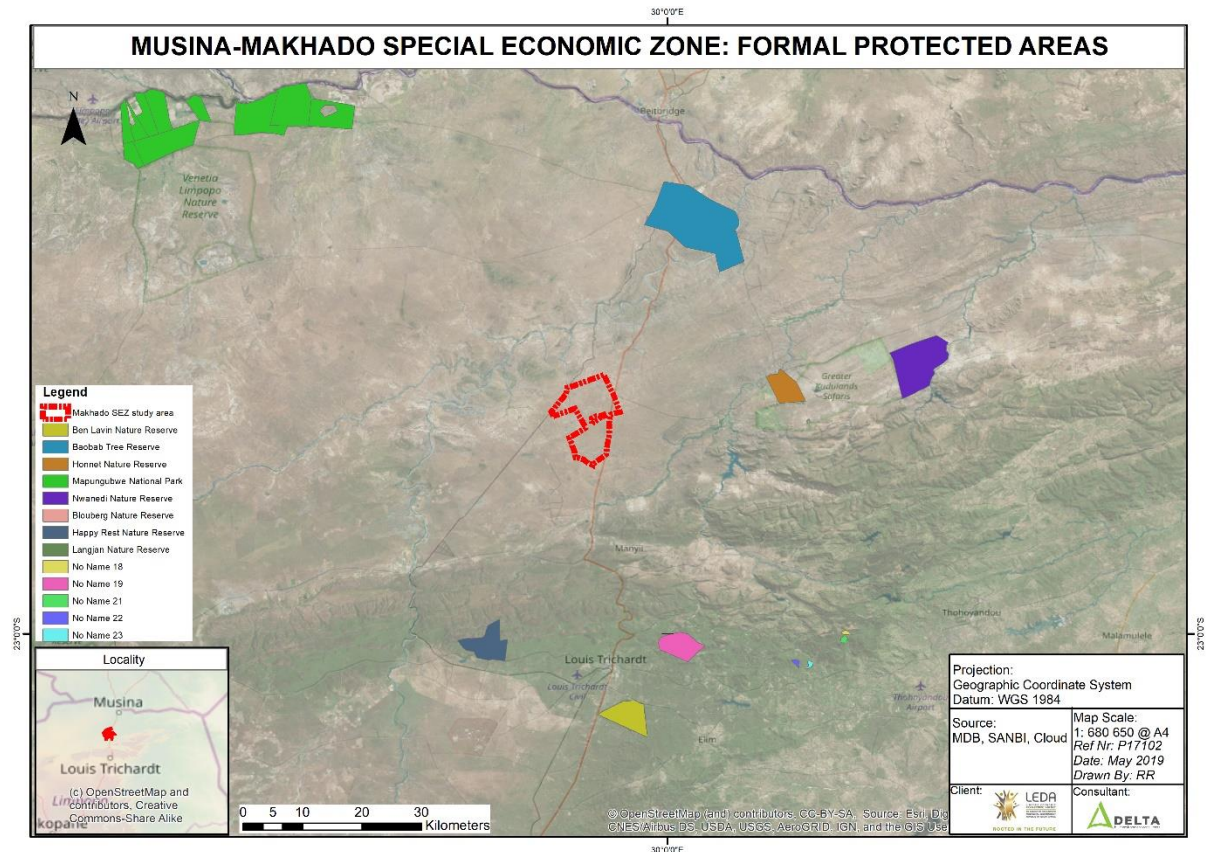 30°0'0"E
MUSINA-MAKHADO SPECIAL ECONOMIC ZONE: FORMAL PROTECTED AREAS
N
Airport
Beitbridge
Venetia
Limpopo
Nature
Reserve
Greater
Kudulands
Safaris
Legend
Makhado SEZ study area
Ben Lavin Nature Reserve
Baobab Tree Reserve
Honnet Nature Reserve
Mapungubwe National Park
Nwanedi Nature Reserve
Blouberg Nature Reserve
Happy Rest Nature Reserve
Langjan Nature Reserve
No Name 18
No Name 19
No Name 21
No Name 22
No Name 23
Manyii
Thohoyandou
Malamulele
23°0'0"S
23°0'0"S
Louis Trichardt
Louis Trichardt
Civil
Thohoyandou
Airport
Elim
Locality
Musina
Louis Trichardt
(c) OpenStreetMap and
contributors, Creative
Commons-Share Alike
kopane
0 5 10 20 30
Kilometers
© OpenStreetMap (and) contributors, CC-BY-SA, Source: Esri, Dig
CNES/Airbus DS, USDA, USGS, AeroGRID, IGN, and the GIS Use
Projection:
Geographic Coordinate System
Datum: WGS 1984
Source:
MDB, SANBI, Cloud
Map Scale:
1: 680 650 @ A4
Ref Nr: P17102
Date: May 2019
Drawn By: RR
Client:
LEDA
ROOTED IN THE FUTURE
Consultant:
DELTA
30°0'0"E